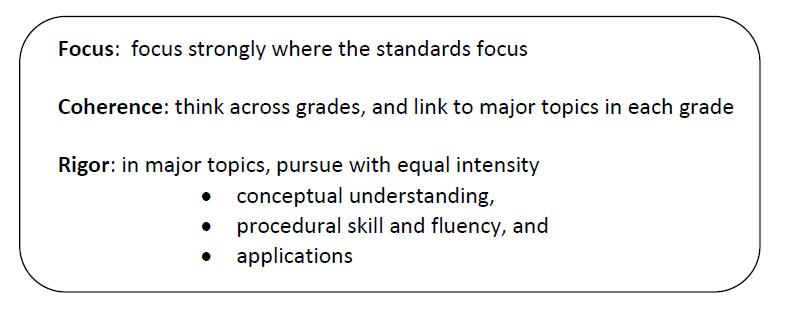 Focus: focus strongly where the standards focus
Coherence: think across grades, and link to major topics in each grade
Rigor: in major topics, pursue with equal intensity
• conceptual understanding,
• procedural skill and fluency, and
• applications